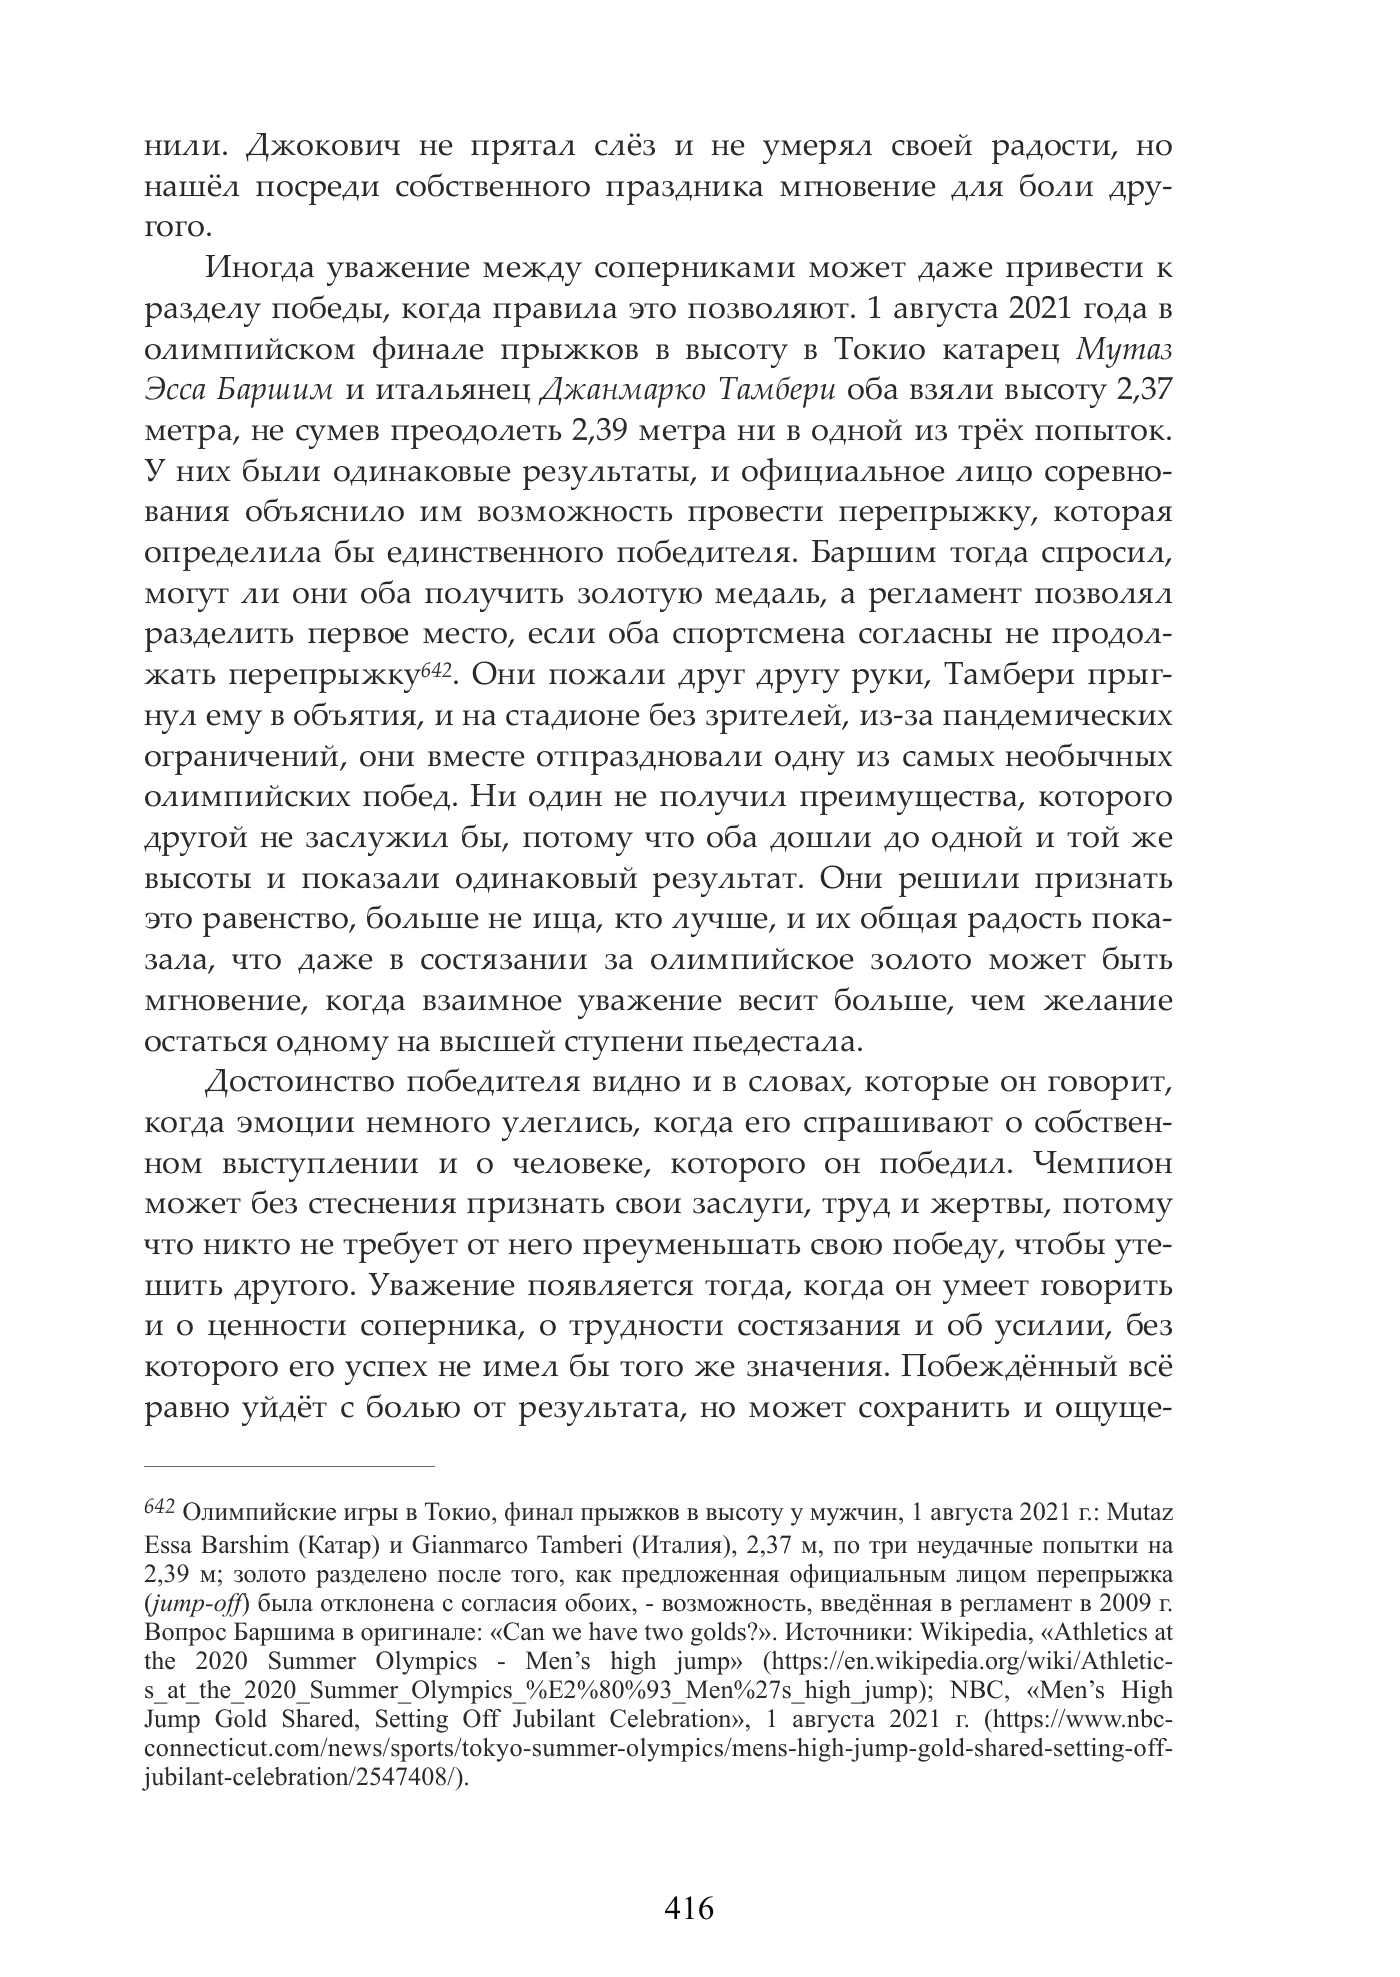 нили. Джокович не прятал слёз и не умерял своей радости, но
нашёл посреди собственного праздника мгновение для боли дру-
гого.
Иногда уважение между соперниками может даже привести к
разделу победы, когда правила это позволяют. 1 августа 2021 года в
олимпийском финале прыжков в высоту в Токио катарец Мутаз
Эсса Баршим и итальянец Джанмарко Тамбери оба взяли высоту 2,37
метра, не сумев преодолеть 2,39 метра ни в одной из трёх попыток.
У них были одинаковые результаты, и официальное лицо соревно-
вания объяснило им возможность провести перепрыжку, которая
определила бы единственного победителя. Баршим тогда спросил,
могут ли они оба получить золотую медаль, а регламент позволял
разделить первое место, если оба спортсмена согласны не продол-
жать перепрыжку642. Они пожали друг другу руки, Тамбери прыг-
нул ему в объятия, и на стадионе без зрителей, из-за пандемических
ограничений, они вместе отпраздновали одну из самых необычных
олимпийских побед. Ни один не получил преимущества, которого
другой не заслужил бы, потому что оба дошли до одной и той же
высоты и показали одинаковый результат. Они решили признать
это равенство, больше не ища, кто лучше, и их общая радость пока-
зала, что даже в состязании за олимпийское золото может быть
мгновение, когда взаимное уважение весит больше, чем желание
остаться одному на высшей ступени пьедестала.
Достоинство победителя видно и в словах, которые он говорит,
когда эмоции немного улеглись, когда его спрашивают о собствен-
ном выступлении и о человеке, которого он победил. Чемпион
может без стеснения признать свои заслуги, труд и жертвы, потому
что никто не требует от него преуменьшать свою победу, чтобы уте-
шить другого. Уважение появляется тогда, когда он умеет говорить
и о ценности соперника, о трудности состязания и об усилии, без
которого его успех не имел бы того же значения. Побеждённый всё
равно уйдёт с болью от результата, но может сохранить и ощуще-
642 Олимпийские игры в Токио, финал прыжков в высоту у мужчин, 1 августа 2021 г.: Mutaz
Essa Barshim (Катар) и Gianmarco Tamberi (Италия), 2,37 м, по три неудачные попытки на
2,39 м; золото разделено после того, как предложенная официальным лицом перепрыжка
(jump-off) была отклонена с согласия обоих, - возможность, введённая в регламент в 2009 г.
Вопрос Баршима в оригинале: «Can we have two golds?». Источники: Wikipedia, «Athletics at
the 2020 Summer Olympics - Men’s high jump» (https://en.wikipedia.org/wiki/Athletic-
s_at_the_2020_Summer_Olympics_%E2%80%93_Men%27s_high_jump); NBC, «Men’s High
Jump Gold Shared, Setting Off Jubilant Celebration», 1 августа 2021 г. (https://www.nbc-
connecticut.com/news/sports/tokyo-summer-olympics/mens-high-jump-gold-shared-setting-off-
jubilant-celebration/2547408/).
416